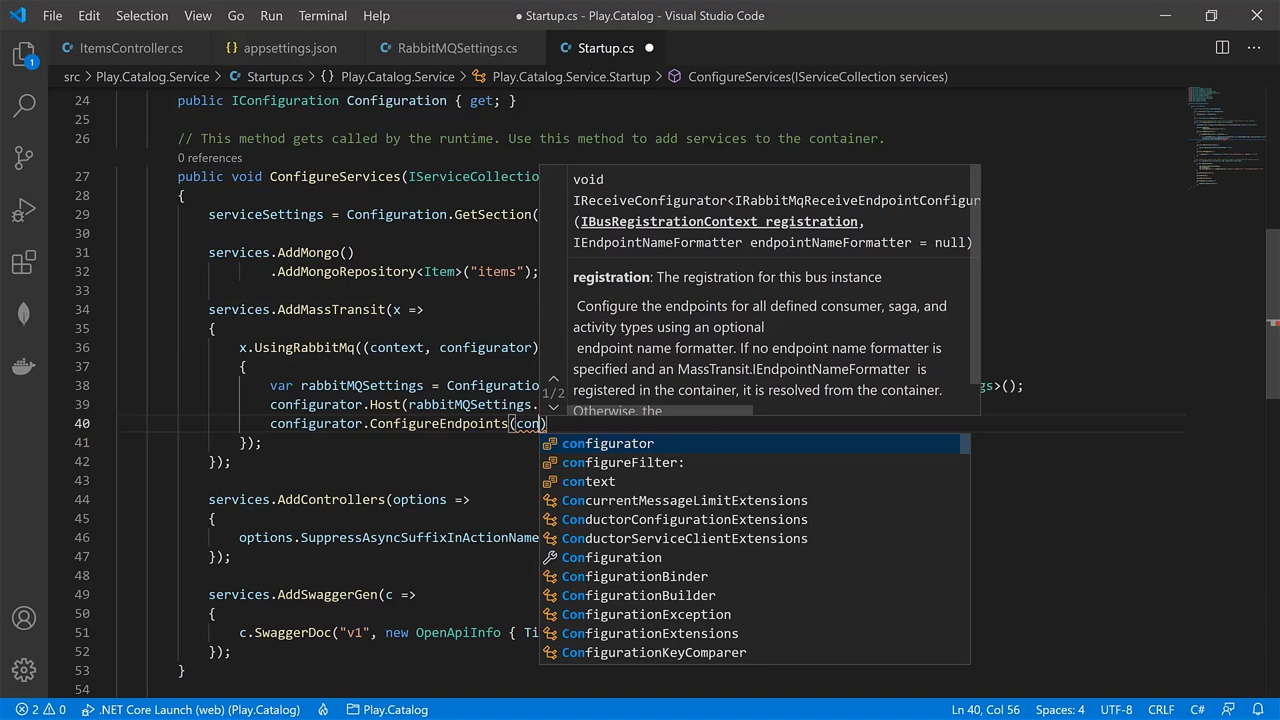 File Edit Selection View Go Run Terminal Help
● Startup.cs - Play.Catalog - Visual Studio Code
ItemsController.cs appsettings.json RabbitMQSettings.cs Startup.cs
src > Play.Catalog.Service > Startup.cs > {} Play.Catalog.Service > Play.Catalog.Service.Startup > ConfigureServices(IServiceCollection services)
1
24 public IConfiguration Configuration { get; }
25
26 // This method gets called by the runtime. Use this method to add services to the container.
0 references
27 public void ConfigureServices(IServiceCollectio
28 {
29 serviceSettings = Configuration.GetSection(
30
31 services.AddMongo()
32 .AddMongoRepository<Item>("items");
33
34 services.AddMassTransit(x =>
35 {
36 x.UsingRabbitMq((context, configurator)
37 {
38 var rabbitMQSettings = Configuratio gs>();
39 configurator.Host(rabbitMQSettings.
40 configurator.ConfigureEndpoints(con)
41 });
42 });
43
44 services.AddControllers(options =>
45 {
46 options.SuppressAsyncSuffixInActionName
47 });
48
49 services.AddSwaggerGen(c =>
50 {
51 c.SwaggerDoc("v1", new OpenApiInfo { Ti
52 });
53 }
54
void
IReceiveConfigurator<IRabbitMqReceiveEndpointConfigur
(IBusRegistrationContext registration,
IEndpointNameFormatter endpointNameFormatter = null)
registration: The registration for this bus instance
Configure the endpoints for all defined consumer, saga, and
activity types using an optional
endpoint name formatter. If no endpoint name formatter is
specified and an MassTransit.IEndpointNameFormatter is
registered in the container, it is resolved from the container.
Otherwise, the
1/2
configurator
configureFilter:
context
ConcurrentMessageLimitExtensions
ConductorConfigurationExtensions
ConductorServiceClientExtensions
Configuration
ConfigurationBinder
ConfigurationBuilder
ConfigurationException
ConfigurationExtensions
ConfigurationKeyComparer
2 0 .NET Core Launch (web) (Play.Catalog) Play.Catalog Ln 40, Col 56 Spaces: 4 UTF-8 CRLF C#